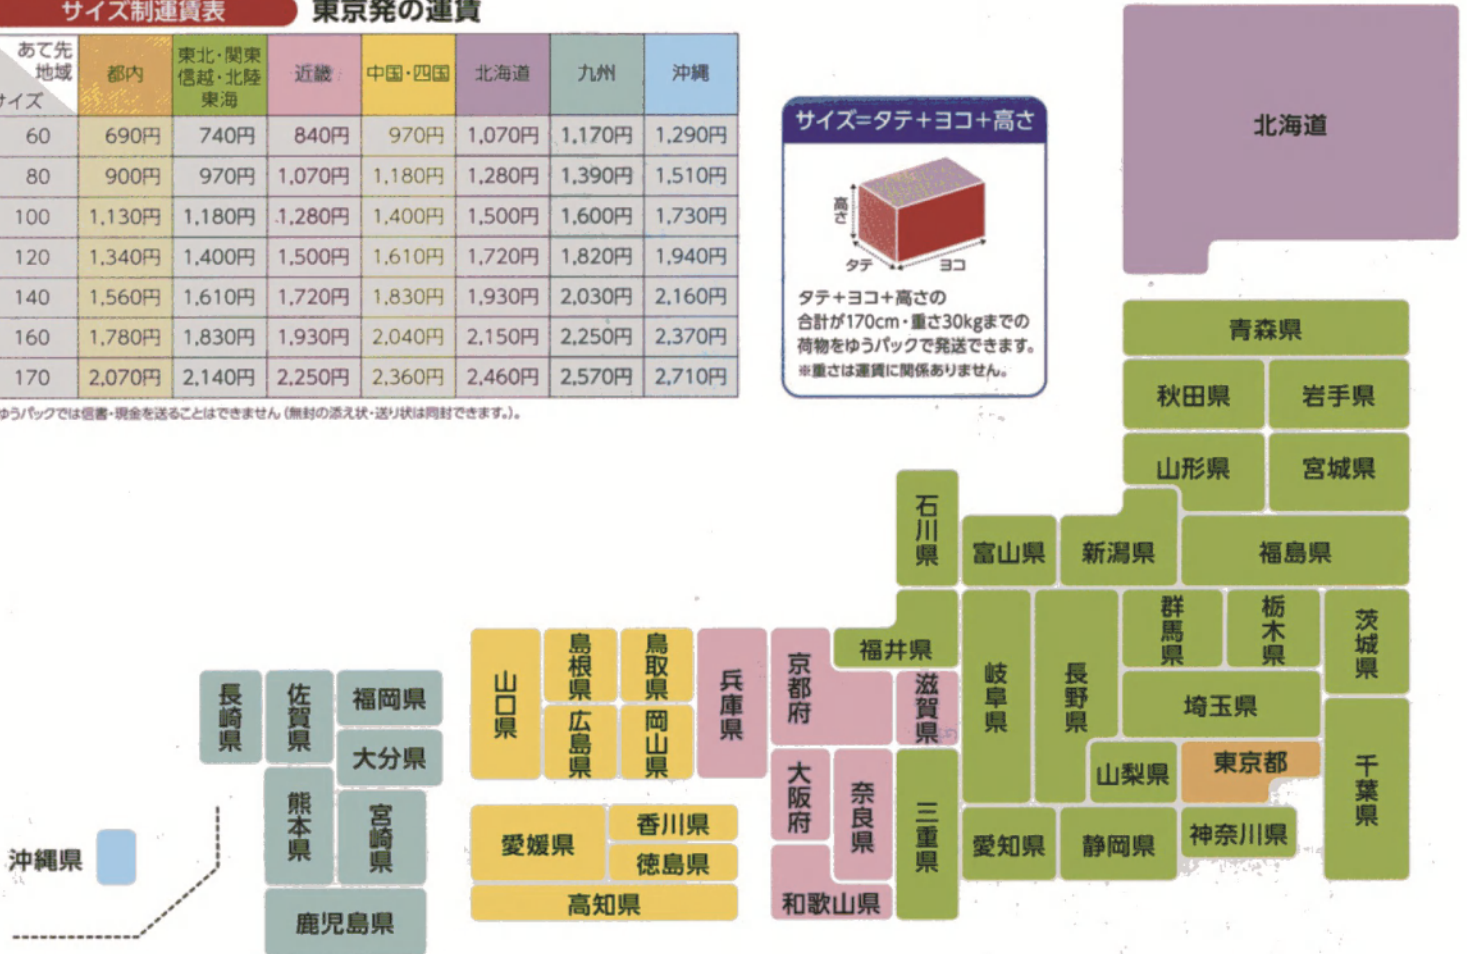 サイズ制運賃表 東京発の運賃
あて先
地域
サイズ
都内
東北・関東
信越・北陸
東海
近畿
中国・四国
北海道
九州
沖縄
60 690円 740円 840円 970円 1,070円 1,170円 1,290円
80 900円 970円 1,070円 1,180円 1,280円 1,390円 1,510円
100 1,130円 1,180円 1,280円 1,400円 1,500円 1,600円 1,730円
120 1,340円 1,400円 1,500円 1,610円 1,720円 1,820円 1,940円
140 1,560円 1,610円 1,720円 1,830円 1,930円 2,030円 2,160円
160 1,780円 1,830円 1,930円 2,040円 2,150円 2,250円 2,370円
170 2,070円 2,140円 2,250円 2,360円 2,460円 2,570円 2,710円
ゆうパックでは信書・現金を送ることはできません(無封の添え状・送り状は同封できます。)。
サイズ=タテ+ヨコ+高さ
高さ
タテ
ヨコ
タテ+ヨコ+高さの
合計が170cm・重さ30kgまでの
荷物をゆうパックで発送できます。
※重さは運賃に関係ありません。
北海道
青森県
秋田県
岩手県
山形県
宮城県
石川県
富山県
新潟県
福島県
福井県
岐阜県
長野県
群馬県
栃木県
茨城県
埼玉県
山梨県
東京都
千葉県
愛知県
静岡県
神奈川県
三重県
滋賀県
京都府
兵庫県
大阪府
奈良県
和歌山県
鳥取県
島根県
岡山県
広島県
山口県
香川県
愛媛県
徳島県
高知県
福岡県
佐賀県
長崎県
大分県
熊本県
宮崎県
鹿児島県
沖縄県